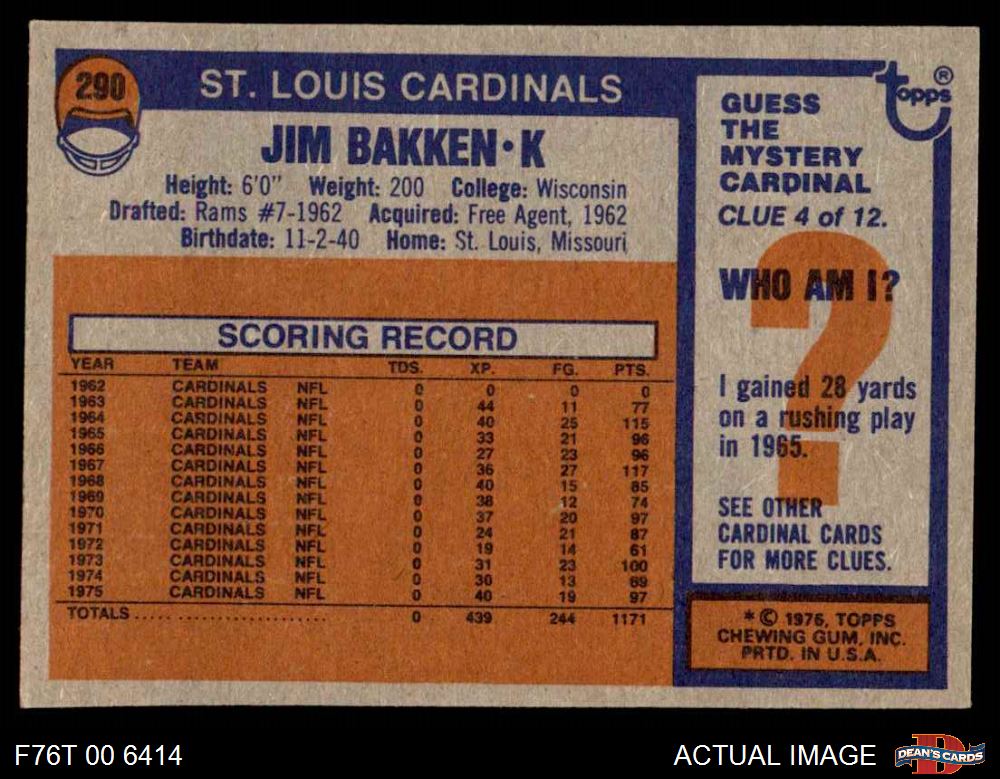 290
ST. LOUIS CARDINALS
JIM BAKKEN•K
Height: 6'0" Weight: 200 College: Wisconsin
Drafted: Rams #7-1962 Acquired: Free Agent, 1962
Birthdate: 11-2-40 Home: St. Louis, Missouri
SCORING RECORD
YEAR TEAM TDS. XP. FG. PTS.
1962 CARDINALS NFL 0 0 0 0
1963 CARDINALS NFL 0 44 11 77
1964 CARDINALS NFL 0 40 25 115
1965 CARDINALS NFL 0 33 21 96
1966 CARDINALS NFL 0 27 23 96
1967 CARDINALS NFL 0 36 27 117
1968 CARDINALS NFL 0 40 15 85
1969 CARDINALS NFL 0 38 12 74
1970 CARDINALS NFL 0 37 20 97
1971 CARDINALS NFL 0 24 21 87
1972 CARDINALS NFL 0 19 14 61
1973 CARDINALS NFL 0 31 23 100
1974 CARDINALS NFL 0 30 13 69
1975 CARDINALS NFL 0 40 19 97
TOTALS ..... ..................... 0 439 244 1171
topps ®
GUESS
THE
MYSTERY
CARDINAL
CLUE 4 of 12.
WHO AM I?
?
I gained 28 yards
on a rushing play
in 1965.
SEE OTHER
CARDINAL CARDS
FOR MORE CLUES.
* © 1976, TOPPS
CHEWING GUM, INC.
PRTD. IN U.S.A.
F76T 00 6414
ACTUAL IMAGE
D
DEAN'S CARDS